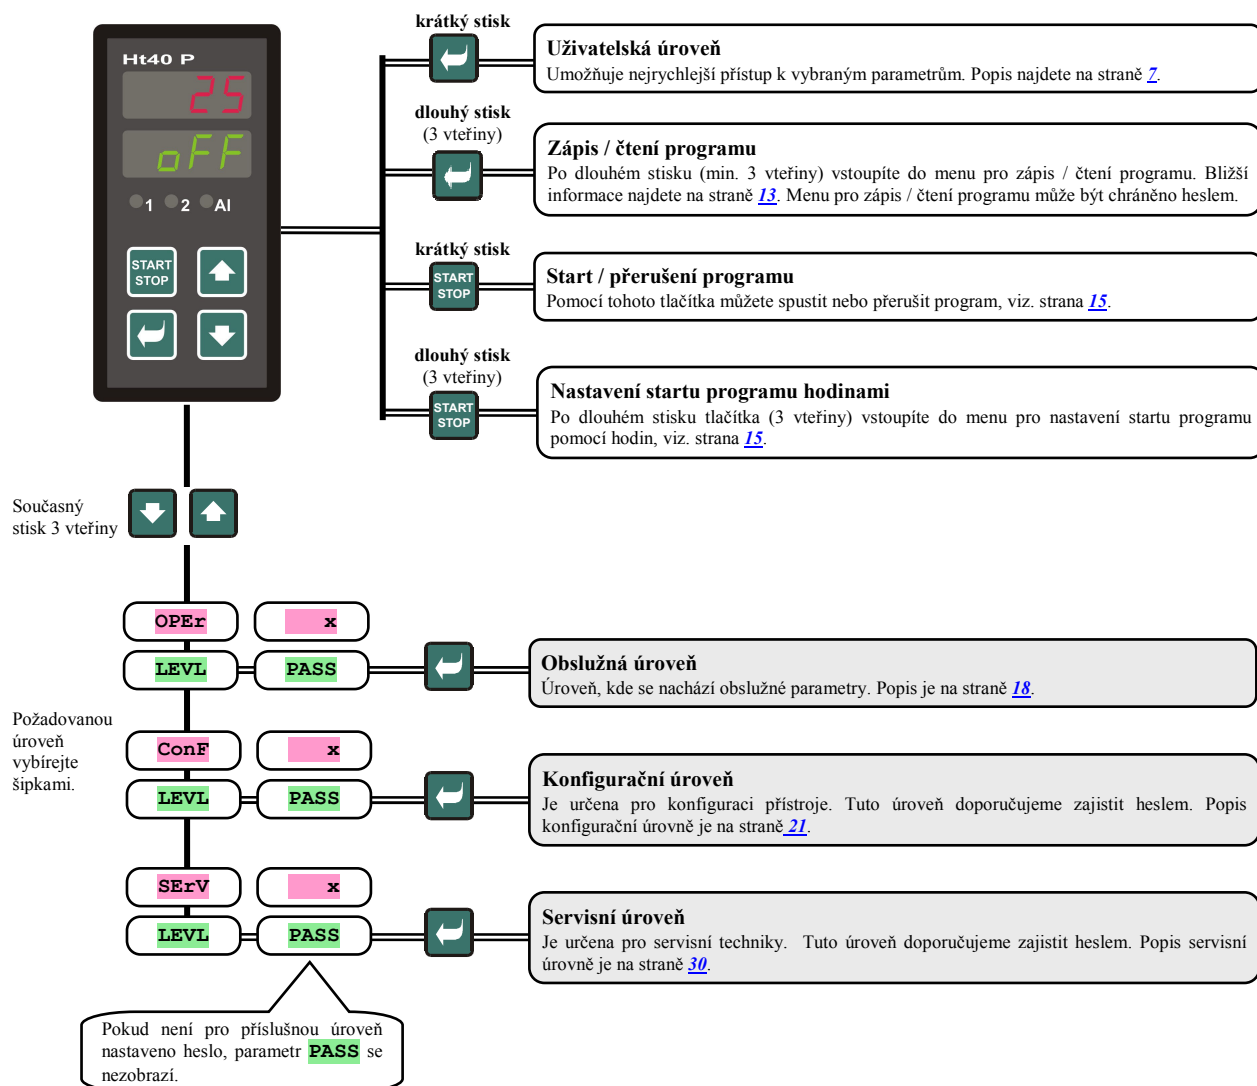 Ht40 P
25
oFF
1 2 Al
START
STOP
krátký stisk
Uživatelská úroveň
Umožňuje nejrychlejší přístup k vybraným parametrům. Popis najdete na straně 7.
dlouhý stisk
(3 vteřiny)
Zápis / čtení programu
Po dlouhém stisku (min. 3 vteřiny) vstoupíte do menu pro zápis / čtení programu. Bližší
informace najdete na straně 13. Menu pro zápis / čtení programu může být chráněno heslem.
krátký stisk
START
STOP
Start / přerušení programu
Pomocí tohoto tlačítka můžete spustit nebo přerušit program, viz. strana 15.
dlouhý stisk
(3 vteřiny)
START
STOP
Nastavení startu programu hodinami
Po dlouhém stisku tlačítka (3 vteřiny) vstoupíte do menu pro nastavení startu programu
pomocí hodin, viz. strana 15.
Současný
stisk 3 vteřiny
OPEr x
LEVL PASS
Obslužná úroveň
Úroveň, kde se nachází obslužné parametry. Popis je na straně 18.
Požadovanou
úroveň
vybírejte
šipkami.
ConF x
LEVL PASS
Konfigurační úroveň
Je určena pro konfiguraci přístroje. Tuto úroveň doporučujeme zajistit heslem. Popis
konfigurační úrovně je na straně 21.
SErV x
LEVL PASS
Servisní úroveň
Je určena pro servisní techniky. Tuto úroveň doporučujeme zajistit heslem. Popis servisní
úrovně je na straně 30.
Pokud není pro příslušnou úroveň
nastaveno heslo, parametr PASS se
nezobrazí.